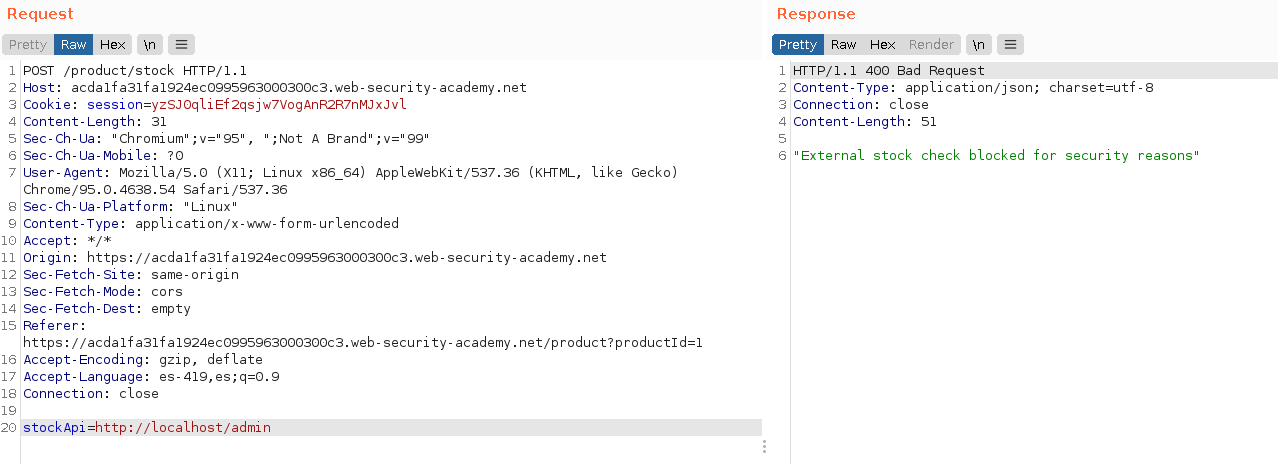 Request
Pretty Raw Hex \n
1 POST /product/stock HTTP/1.1
2 Host: acda1fa31fa1924ec0995963000300c3.web-security-academy.net
3 Cookie: session=yzSJ0qliEf2qsjw7VogAnR2R7nMJxJvl
4 Content-Length: 31
5 Sec-Ch-Ua: "Chromium";v="95", ";Not A Brand";v="99"
6 Sec-Ch-Ua-Mobile: ?0
7 User-Agent: Mozilla/5.0 (X11; Linux x86_64) AppleWebKit/537.36 (KHTML, like Gecko)
Chrome/95.0.4638.54 Safari/537.36
8 Sec-Ch-Ua-Platform: "Linux"
9 Content-Type: application/x-www-form-urlencoded
10 Accept: */*
11 Origin: https://acda1fa31fa1924ec0995963000300c3.web-security-academy.net
12 Sec-Fetch-Site: same-origin
13 Sec-Fetch-Mode: cors
14 Sec-Fetch-Dest: empty
15 Referer:
https://acda1fa31fa1924ec0995963000300c3.web-security-academy.net/product?productId=1
16 Accept-Encoding: gzip, deflate
17 Accept-Language: es-419,es;q=0.9
18 Connection: close
19
20 stockApi=http://localhost/admin
Response
Pretty Raw Hex Render \n
1 HTTP/1.1 400 Bad Request
2 Content-Type: application/json; charset=utf-8
3 Connection: close
4 Content-Length: 51
5
6 "External stock check blocked for security reasons"